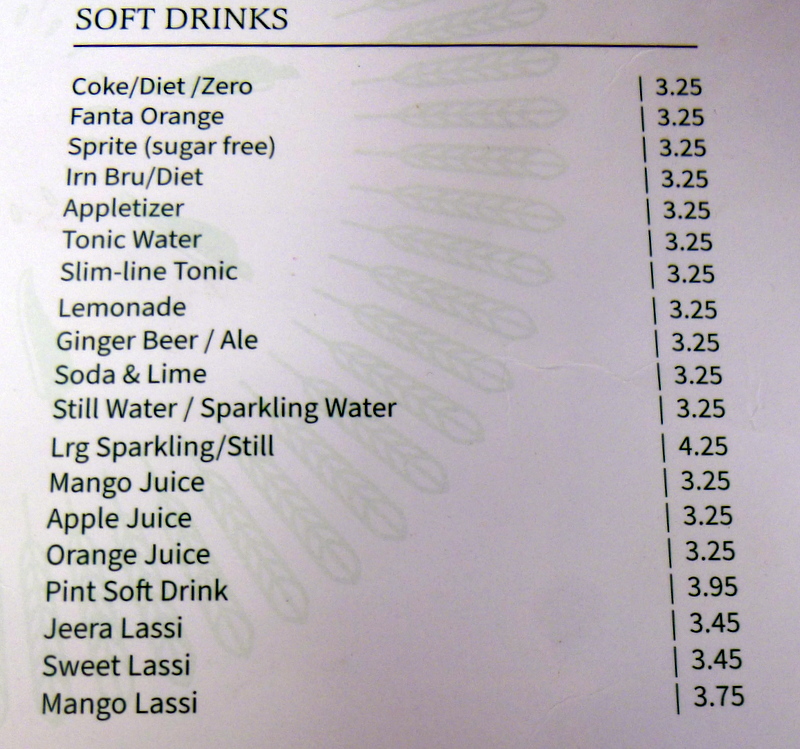 SOFT DRINKS
Coke/Diet /Zero | 3.25
Fanta Orange | 3.25
Sprite (sugar free) | 3.25
Irn Bru/Diet | 3.25
Appletizer | 3.25
Tonic Water | 3.25
Slim-line Tonic | 3.25
Lemonade | 3.25
Ginger Beer / Ale | 3.25
Soda & Lime | 3.25
Still Water / Sparkling Water | 3.25
Lrg Sparkling/Still | 4.25
Mango Juice | 3.25
Apple Juice | 3.25
Orange Juice | 3.25
Pint Soft Drink | 3.95
Jeera Lassi | 3.45
Sweet Lassi | 3.45
Mango Lassi | 3.75